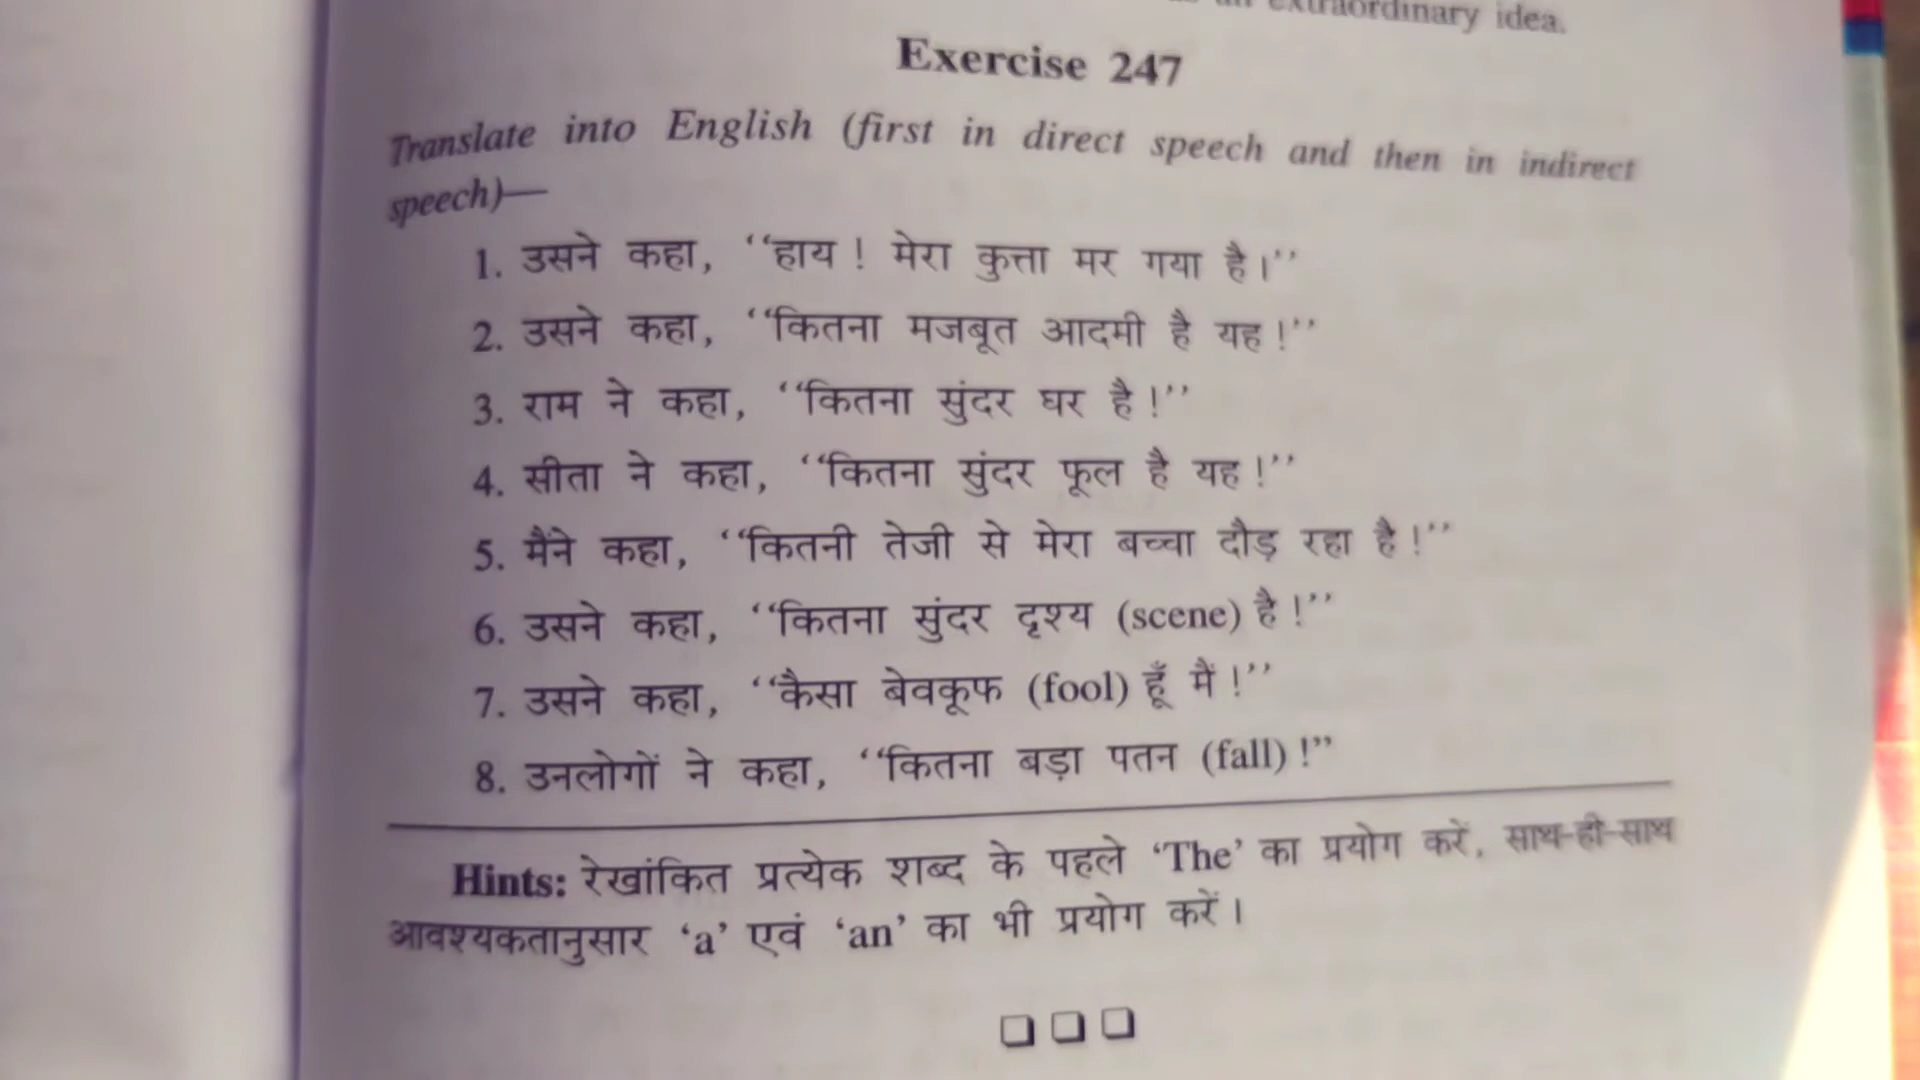 extraordinary idea.
Exercise 247
Translate into English (first in direct speech and then in indirect
speech)—
1. उसने कहा, ‘‘हाय ! मेरा कुत्ता मर गया है।’’
2. उसने कहा, ‘‘कितना मजबूत आदमी है यह !’’
3. राम ने कहा, ‘‘कितना सुंदर घर है !’’
4. सीता ने कहा, ‘‘कितना सुंदर फूल है यह !’’
5. मैंने कहा, ‘‘कितनी तेजी से मेरा बच्चा दौड़ रहा है !’’
6. उसने कहा, ‘‘कितना सुंदर दृश्य (scene) है !’’
7. उसने कहा, ‘‘कैसा बेवकूफ (fool) हूँ मैं !’’
8. उनलोगों ने कहा, ‘‘कितना बड़ा पतन (fall) !”
Hints: रेखांकित प्रत्येक शब्द के पहले ‘The’ का प्रयोग करें, साथ-ही-साथ
आवश्यकतानुसार ‘a’ एवं ‘an’ का भी प्रयोग करें।